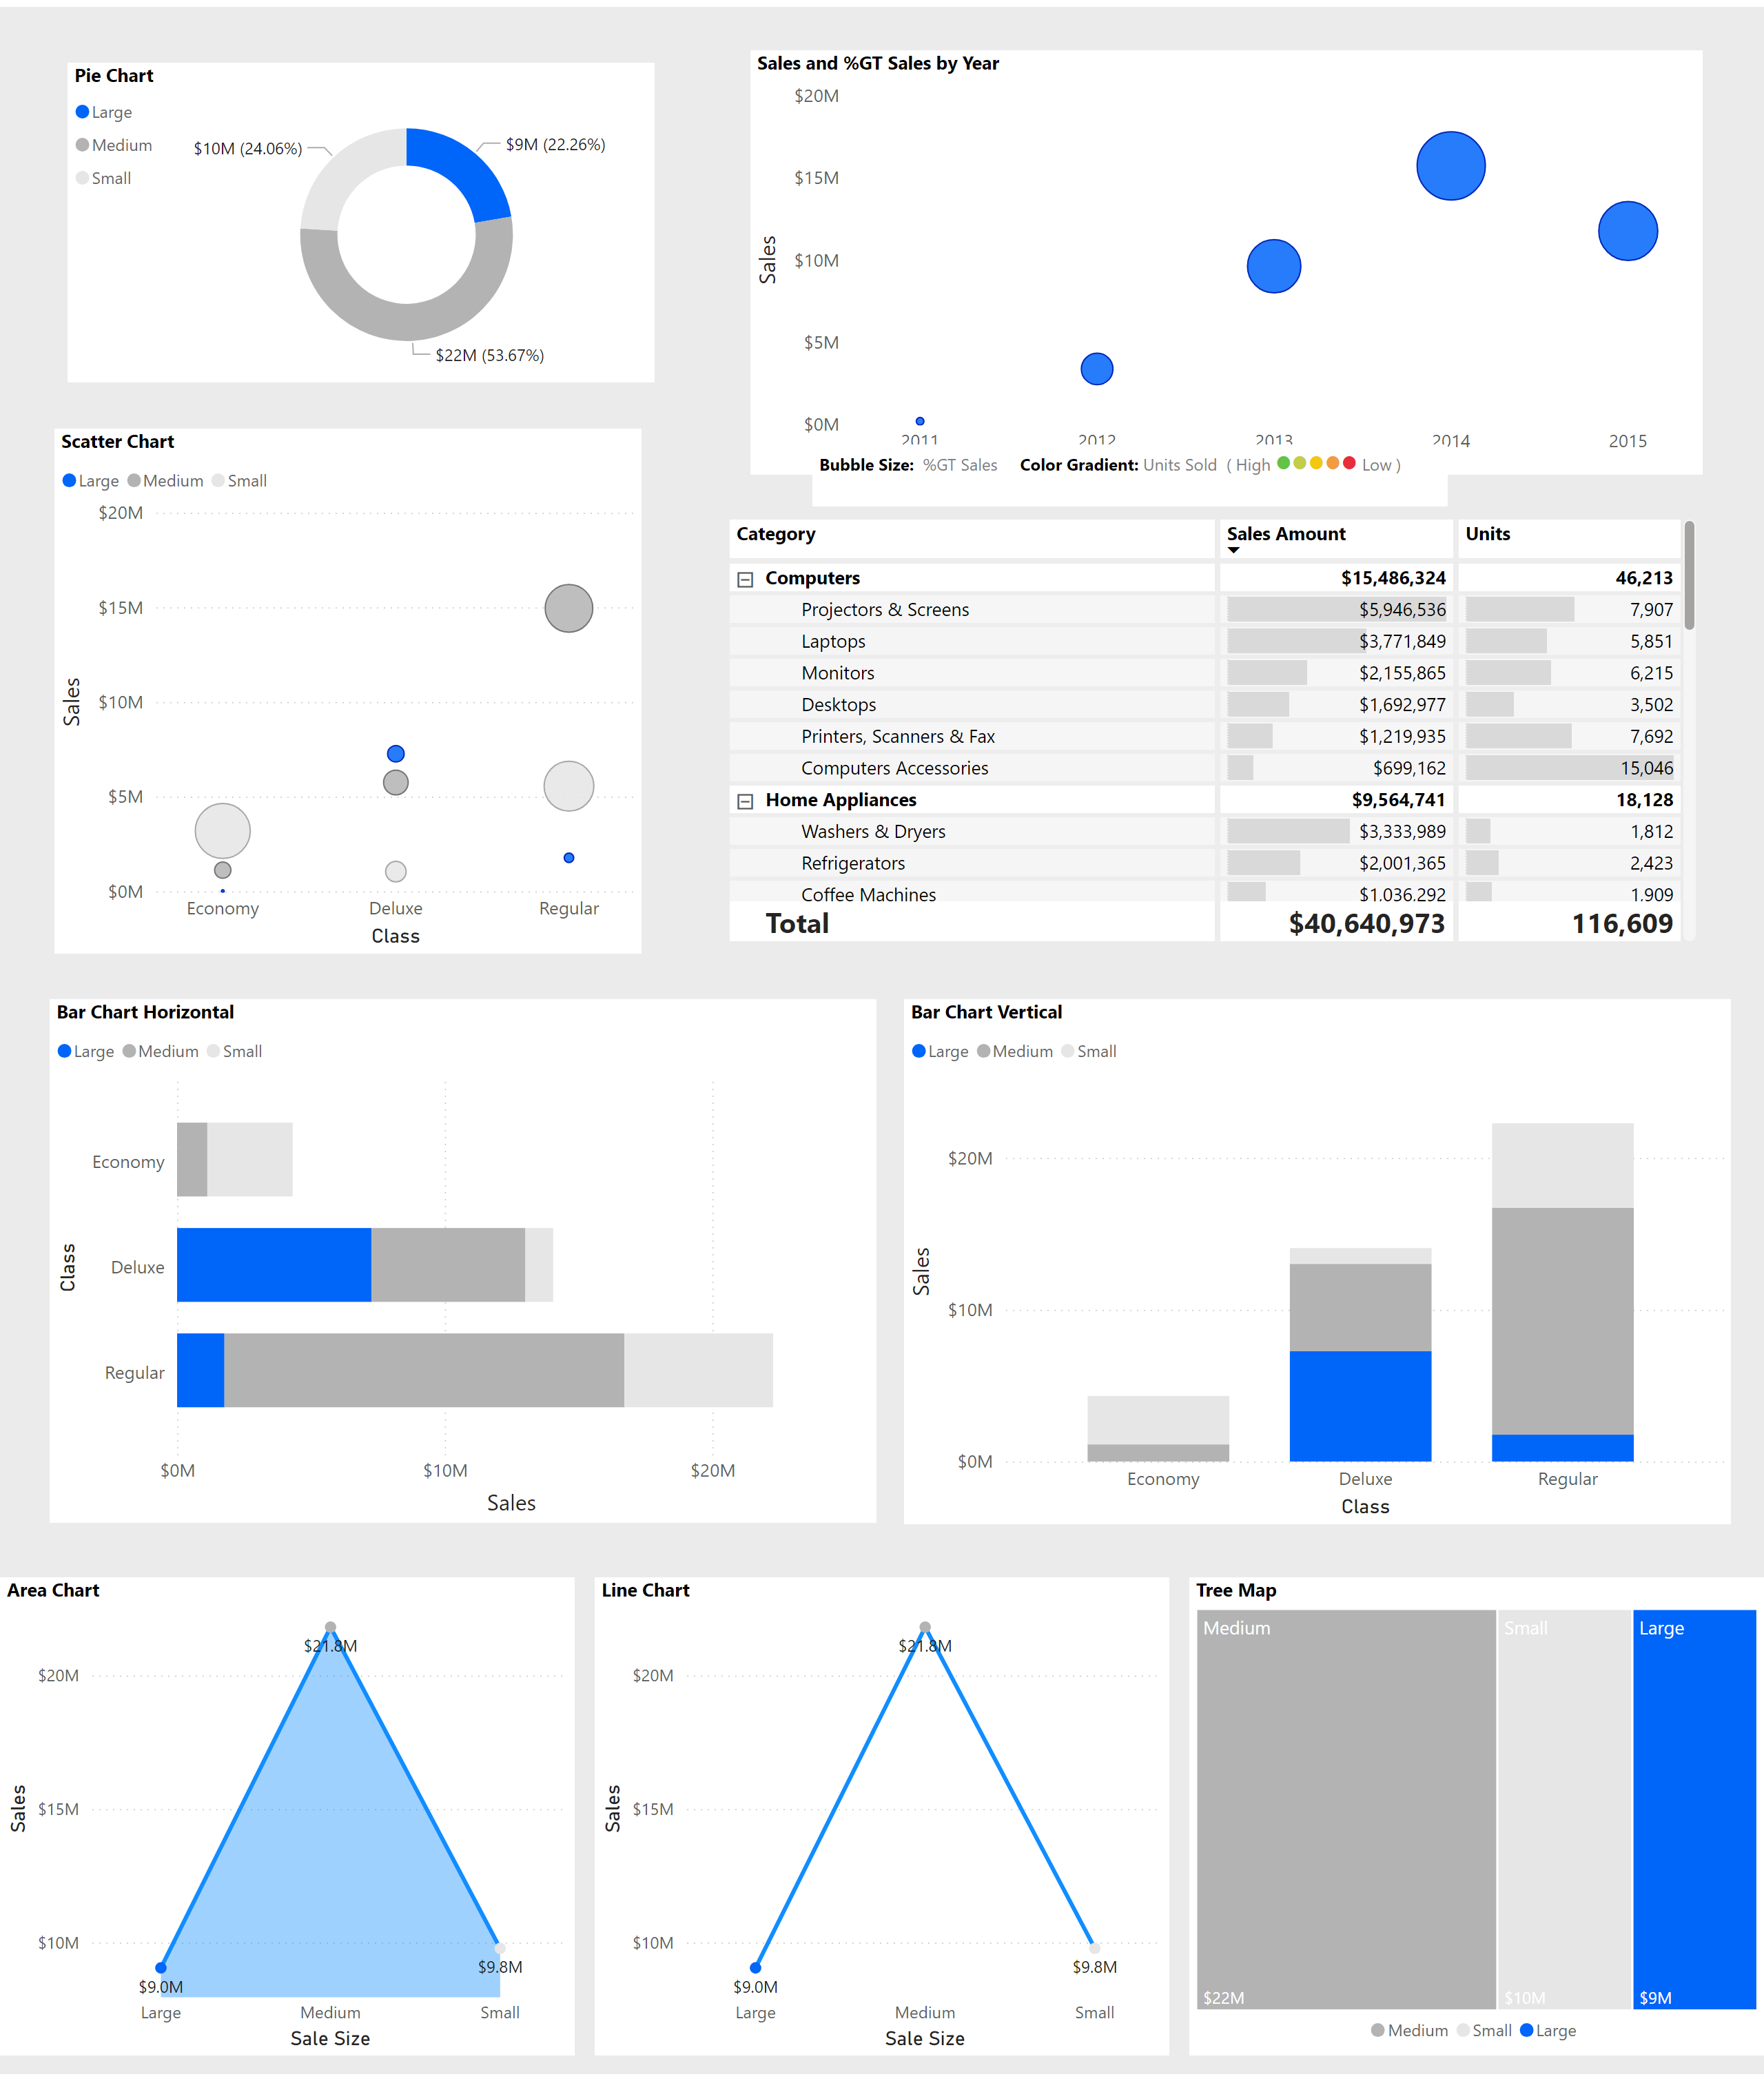 Pie Chart
Large
Medium
Small
$10M (24.06%)
$9M (22.26%)
$22M (53.67%)
Sales and %GT Sales by Year
$20M
$15M
$10M
$5M
$0M
Sales
2011 2012 2013 2014 2015
Bubble Size: %GT Sales Color Gradient: Units Sold ( High Low )
Scatter Chart
Large Medium Small
$20M
$15M
$10M
$5M
$0M
Sales
Economy Deluxe Regular
Class
Category Sales Amount Units
Computers $15,486,324 46,213
Projectors & Screens $5,946,536 7,907
Laptops $3,771,849 5,851
Monitors $2,155,865 6,215
Desktops $1,692,977 3,502
Printers, Scanners & Fax $1,219,935 7,692
Computers Accessories $699,162 15,046
Home Appliances $9,564,741 18,128
Washers & Dryers $3,333,989 1,812
Refrigerators $2,001,365 2,423
Coffee Machines $1,036,292 1,909
Total $40,640,973 116,609
Bar Chart Horizontal
Large Medium Small
Class
Economy
Deluxe
Regular
$0M $10M $20M
Sales
Bar Chart Vertical
Large Medium Small
$20M
$10M
$0M
Sales
Economy Deluxe Regular
Class
Area Chart
$21.8M
$20M
$15M
$10M
Sales
$9.8M
$9.0M
Large Medium Small
Sale Size
Line Chart
$21.8M
$20M
$15M
$10M
Sales
$9.8M
$9.0M
Large Medium Small
Sale Size
Tree Map
Medium Small Large
$22M $10M $9M
Medium Small Large